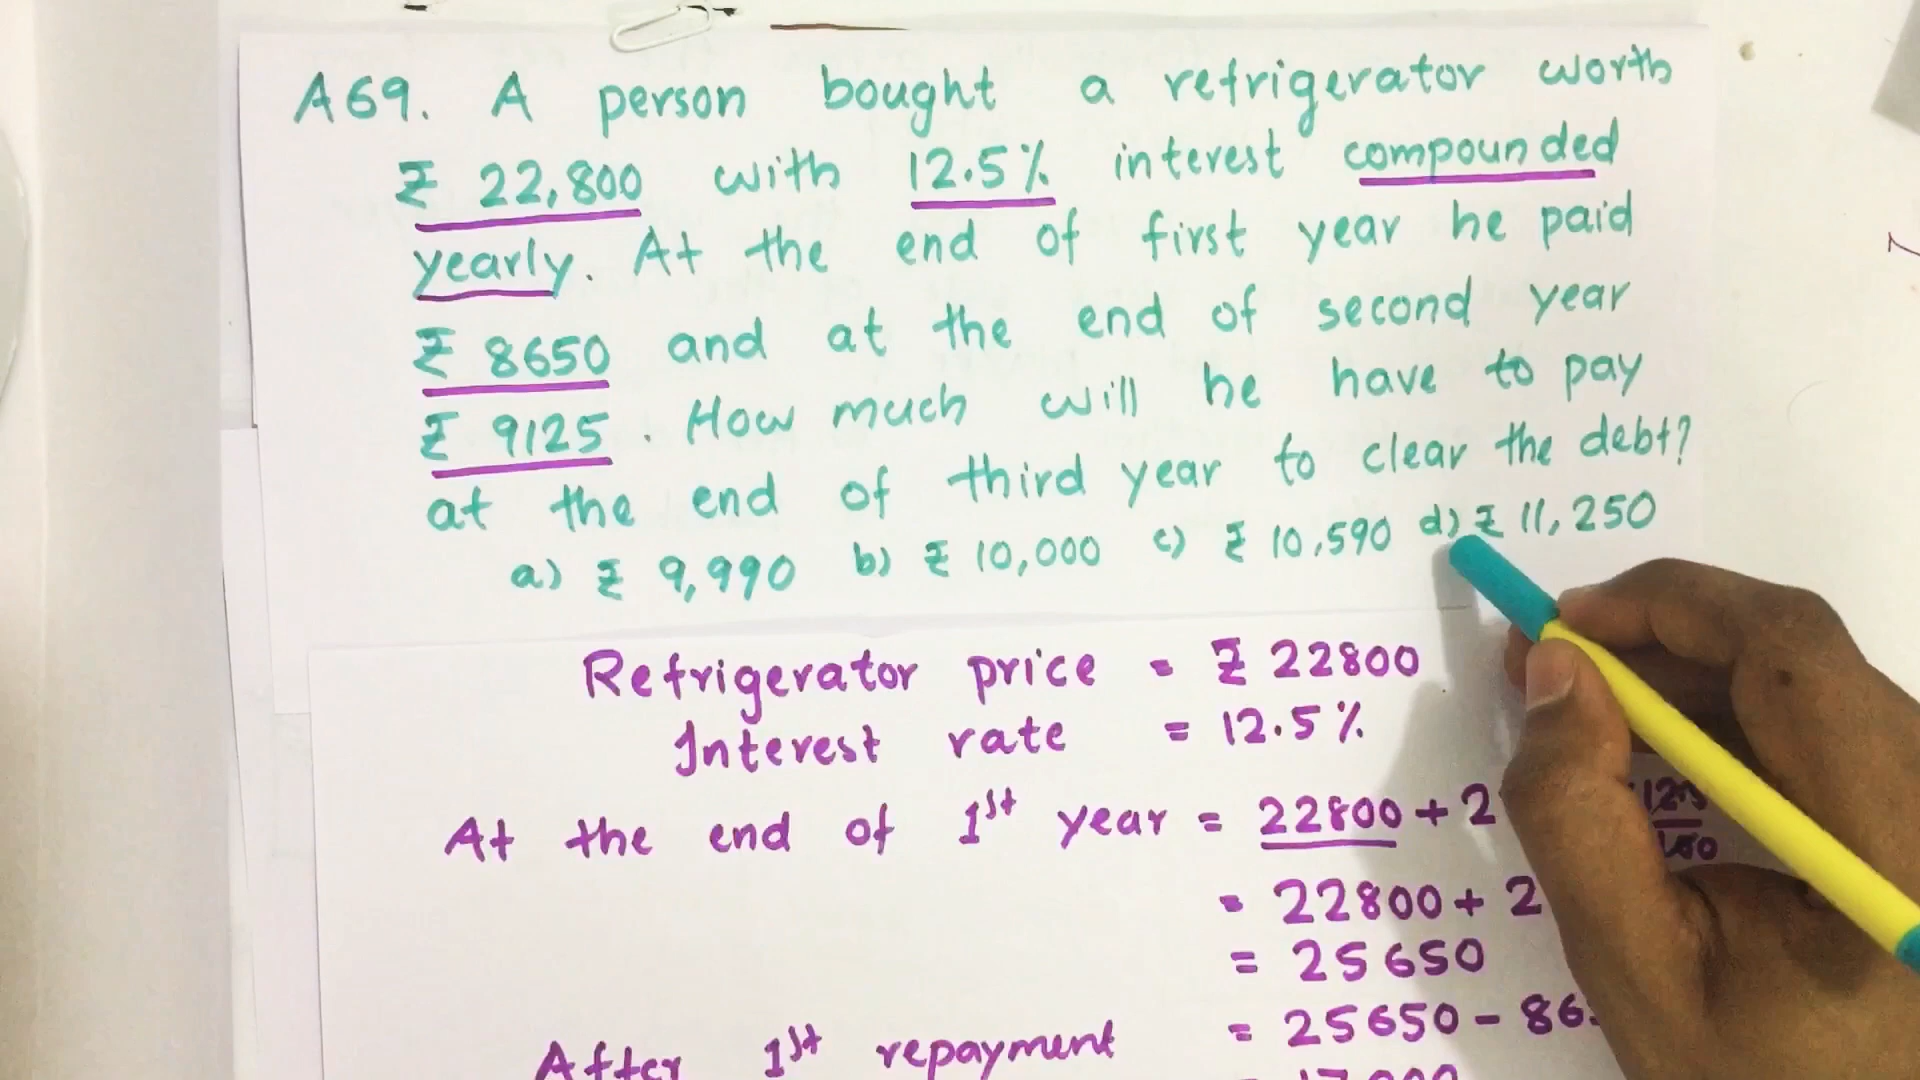 A69. A person bought a refrigerator worth
₹ 22,800 with 12.5% interest compounded
yearly. At the end of first year he paid
₹ 8650 and at the end of second year
₹ 9125. How much will he have to pay
at the end of third year to clear the debt?
a) ₹ 9,990 b) ₹ 10,000 c) ₹ 10,590 d) ₹ 11,250
Refrigerator price = ₹ 22800
Interest rate = 12.5%
At the end of 1st year = 22800 + 2
= 22800 + 2
= 25650
After 1st repayment = 25650 - 86